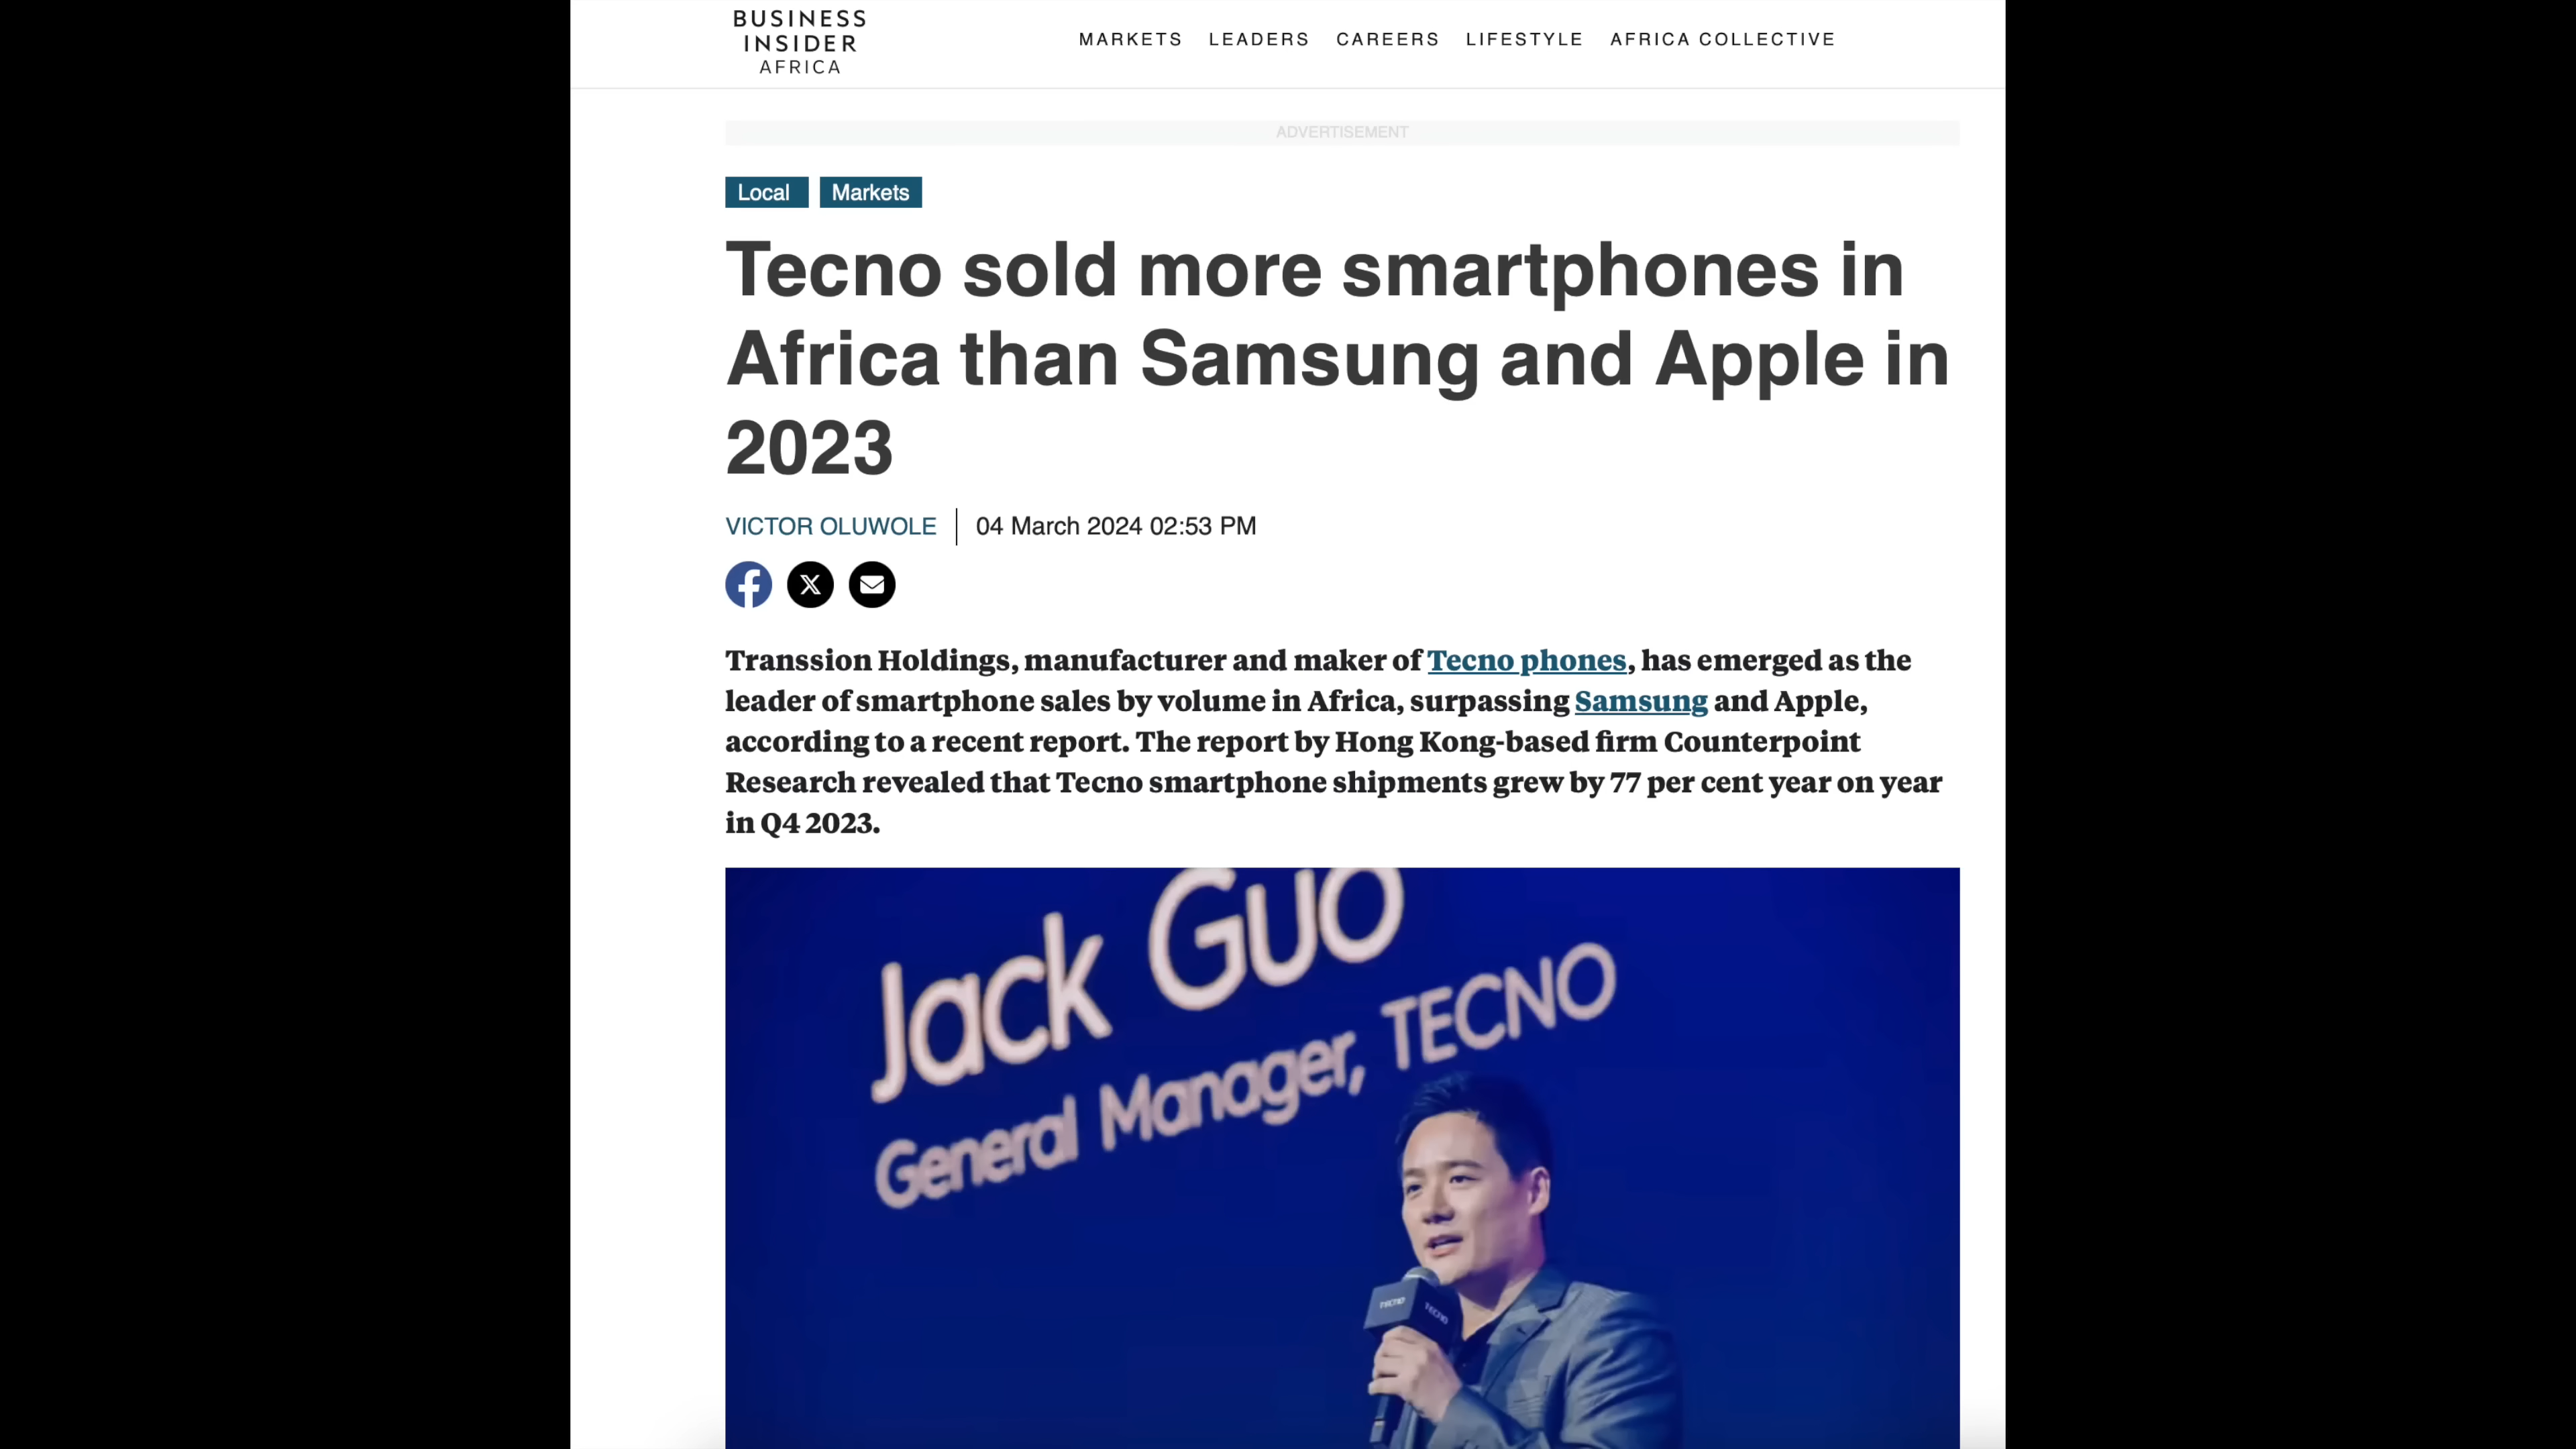 BUSINESS
INSIDER
AFRICA
MARKETS LEADERS CAREERS LIFESTYLE AFRICA COLLECTIVE
ADVERTISEMENT
Local Markets
Tecno sold more smartphones in
Africa than Samsung and Apple in
2023
VICTOR OLUWOLE | 04 March 2024 02:53 PM
Transsion Holdings, manufacturer and maker of Tecno phones, has emerged as the
leader of smartphone sales by volume in Africa, surpassing Samsung and Apple,
according to a recent report. The report by Hong Kong-based firm Counterpoint
Research revealed that Tecno smartphone shipments grew by 77 per cent year on year
in Q4 2023.
Jack Guo
General Manager, TECNO
TECNO TECNO